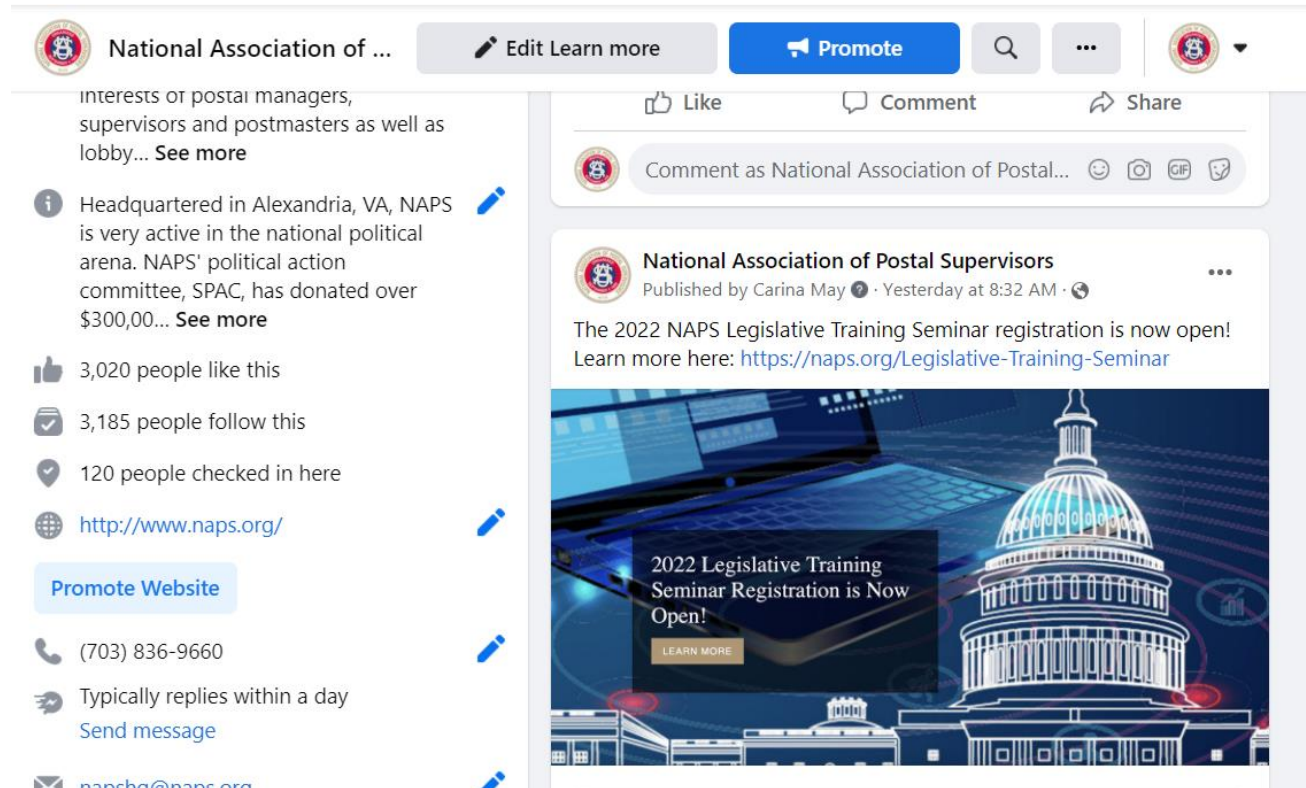 National Association of ...
Edit Learn more
Promote
interests of postal managers,
supervisors and postmasters as well as
lobby... See more
Headquartered in Alexandria, VA, NAPS
is very active in the national political
arena. NAPS' political action
committee, SPAC, has donated over
$300,00... See more
3,020 people like this
3,185 people follow this
120 people checked in here
http://www.naps.org/
Promote Website
(703) 836-9660
Typically replies within a day
Send message
napshq@naps.org
Like
Comment
Share
Comment as National Association of Postal...
GIF
National Association of Postal Supervisors
Published by Carina May · Yesterday at 8:32 AM ·
The 2022 NAPS Legislative Training Seminar registration is now open!
Learn more here: https://naps.org/Legislative-Training-Seminar
2022 Legislative Training
Seminar Registration is Now
Open!
LEARN MORE